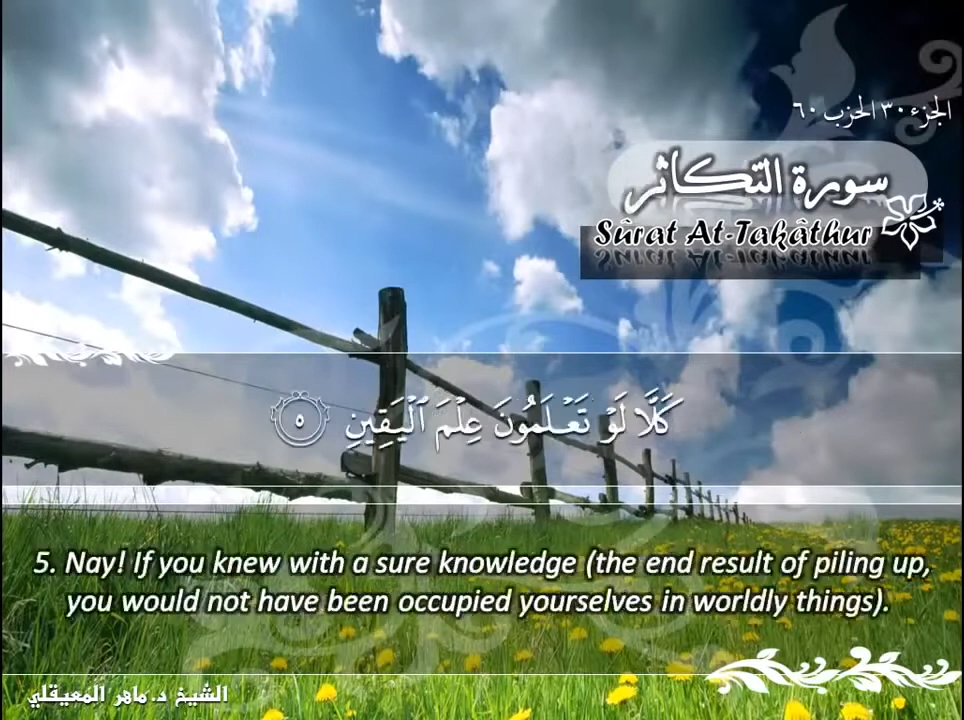 الجزء ٣٠ الحزب ٦٠
سورة التكاثر
Sûrat At-Takâthur
كَلَّا لَوْ تَعْلَمُونَ عِلْمَ ٱلْيَقِينِ ٥
5. Nay! If you knew with a sure knowledge (the end result of piling up,
you would not have been occupied yourselves in worldly things).
الشيخ د. ماهر المعيقلي